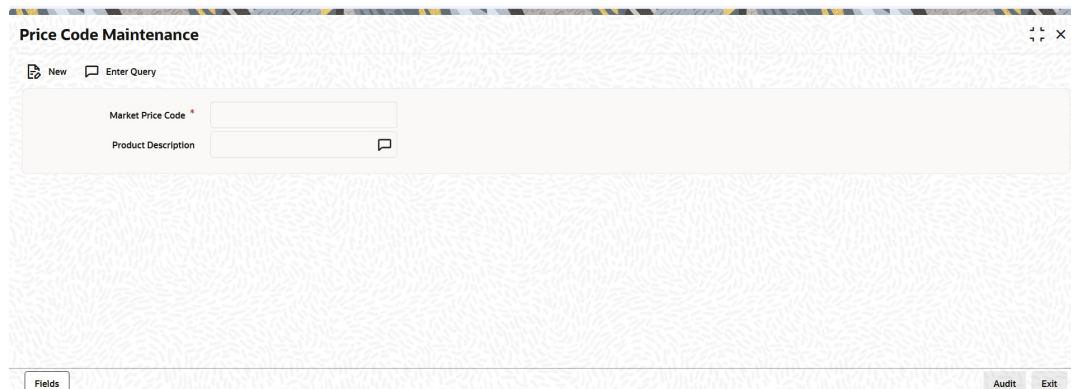 Price Code Maintenance
New Enter Query
Market Price Code *
Product Description
Fields Audit Exit